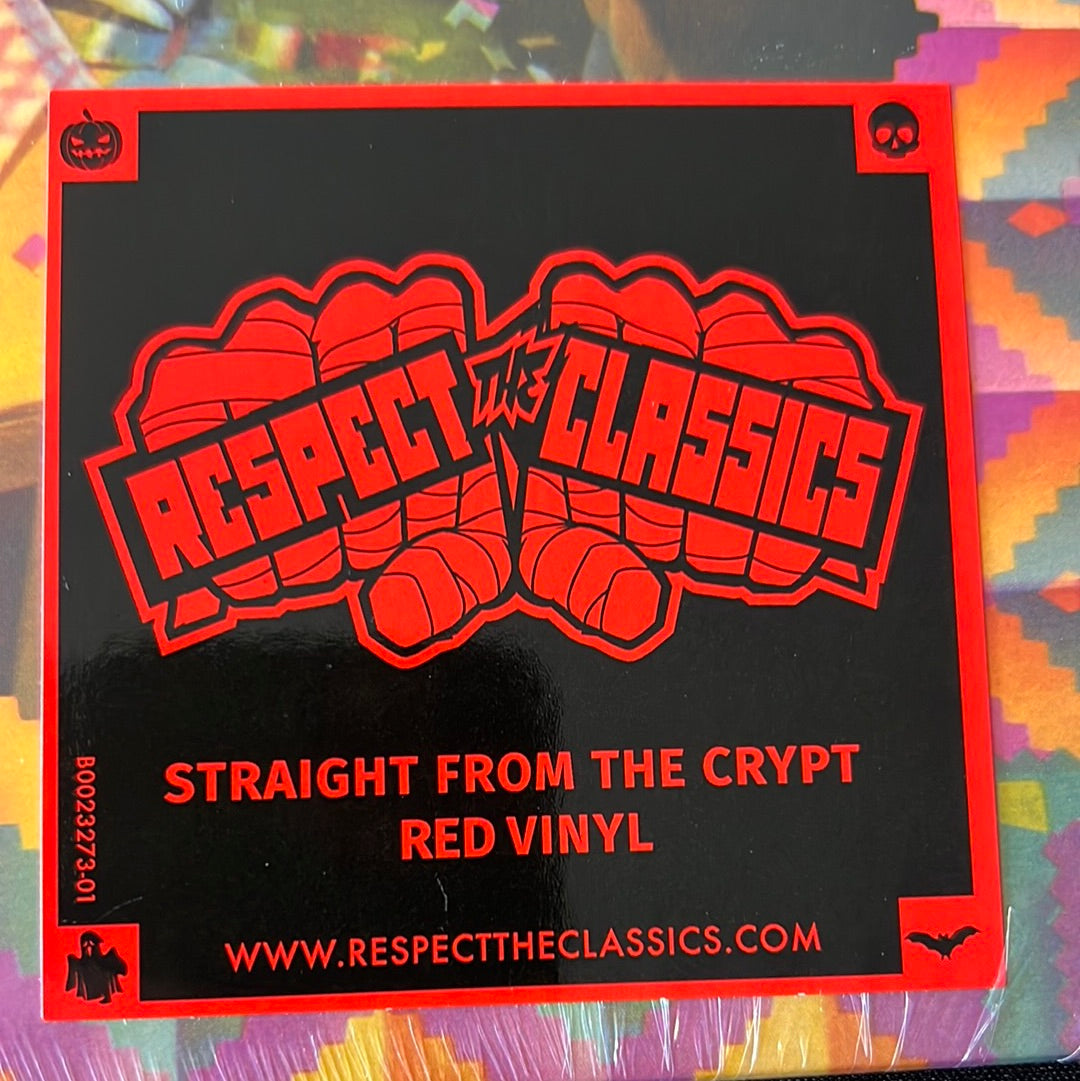 RESPECT THE CLASSICS
STRAIGHT FROM THE CRYPT
RED VINYL
B0023273-01
WWW.RESPECTTHECLASSICS.COM